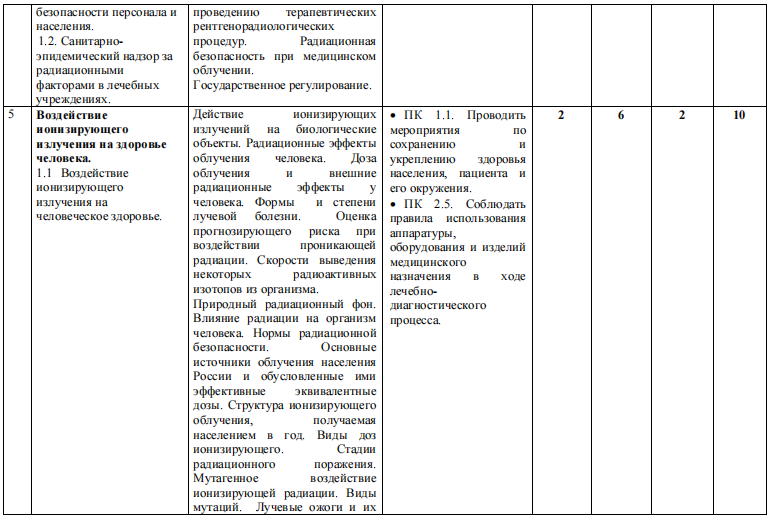 безопасности персонала и
населения.
1.2. Санитарно-
эпидемический надзор за
радиационными
факторами в лечебных
учреждениях.
проведению терапевтических
рентгенорадиологических
процедур. Радиационная
безопасность при медицинском
облучении.
Государственное регулирование.
5
Воздействие
ионизирующего
излучения на здоровье
человека.
1.1 Воздействие
ионизирующего
излучения на
человеческое здоровье.
Действие ионизирующих
излучений на биологические
объекты. Радиационные эффекты
облучения человека. Доза
облучения и внешние
радиационные эффекты у
человека. Формы и степени
лучевой болезни. Оценка
прогнозирующего риска при
воздействии проникающей
радиации. Скорости выведения
некоторых радиоактивных
изотопов из организма.
Природный радиационный фон.
Влияние радиации на организм
человека. Нормы радиационной
безопасности. Основные
источники облучения населения
России и обусловленные ими
эффективные эквивалентные
дозы. Структура ионизирующего
облучения, получаемая
населением в год. Виды доз
ионизирующего. Стадии
радиационного поражения.
Мутагенное воздействие
ионизирующей радиации. Виды
мутаций. Лучевые ожоги и их
• ПК 1.1. Проводить
мероприятия по
сохранению и
укреплению здоровья
населения, пациента и
его окружения.
• ПК 2.5. Соблюдать
правила использования
аппаратуры,
оборудования и изделий
медицинского
назначения в ходе
лечебно-
диагностического
процесса.
2
6
2
10